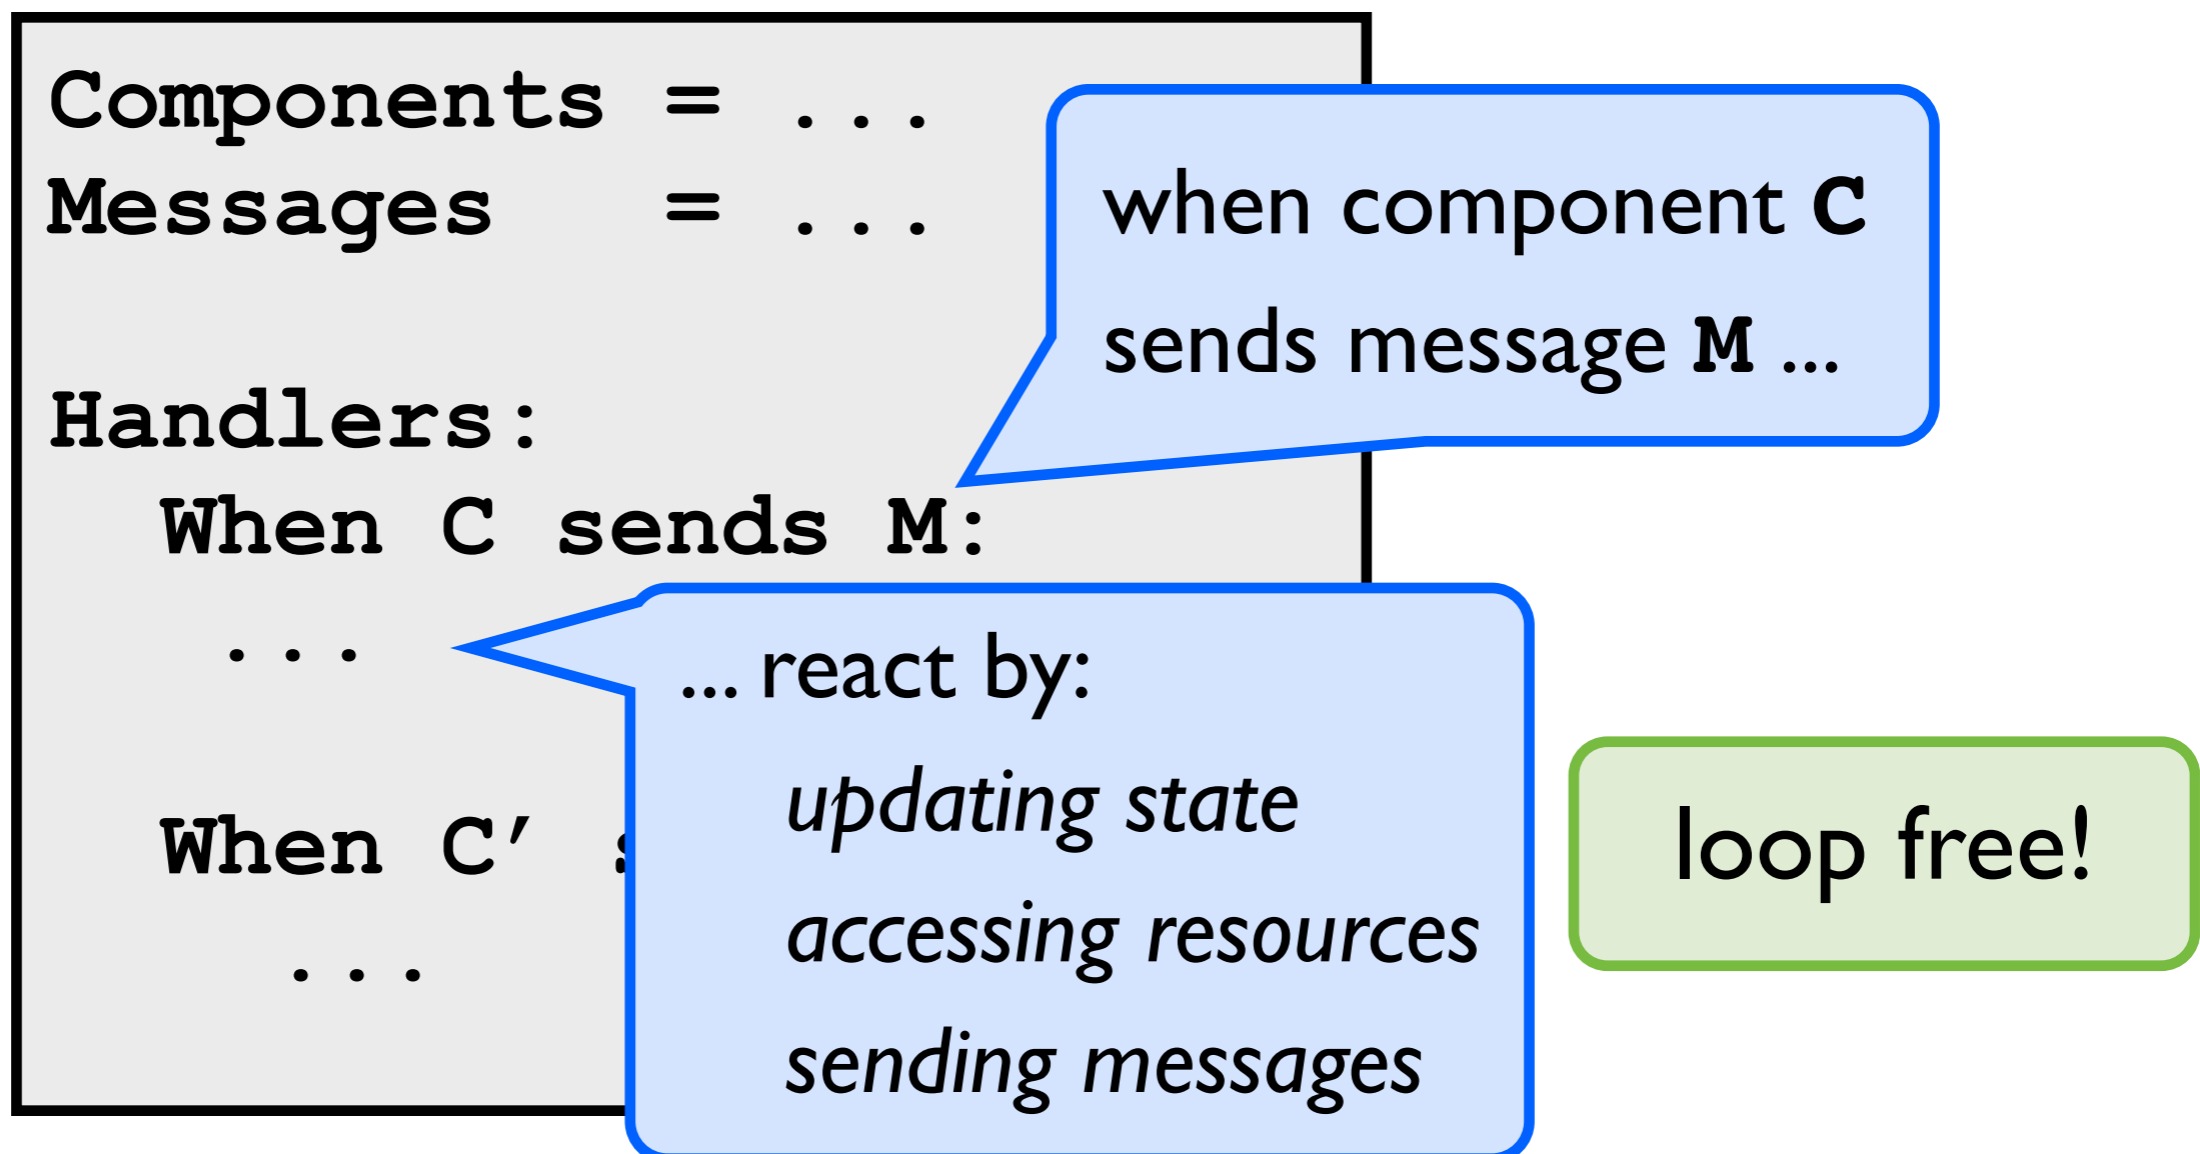 Components = ...
Messages   = ...
when component C
sends message M ...
Handlers:
When C sends M:
...
... react by:
updating state
accessing resources
sending messages
When C′
...
loop free!